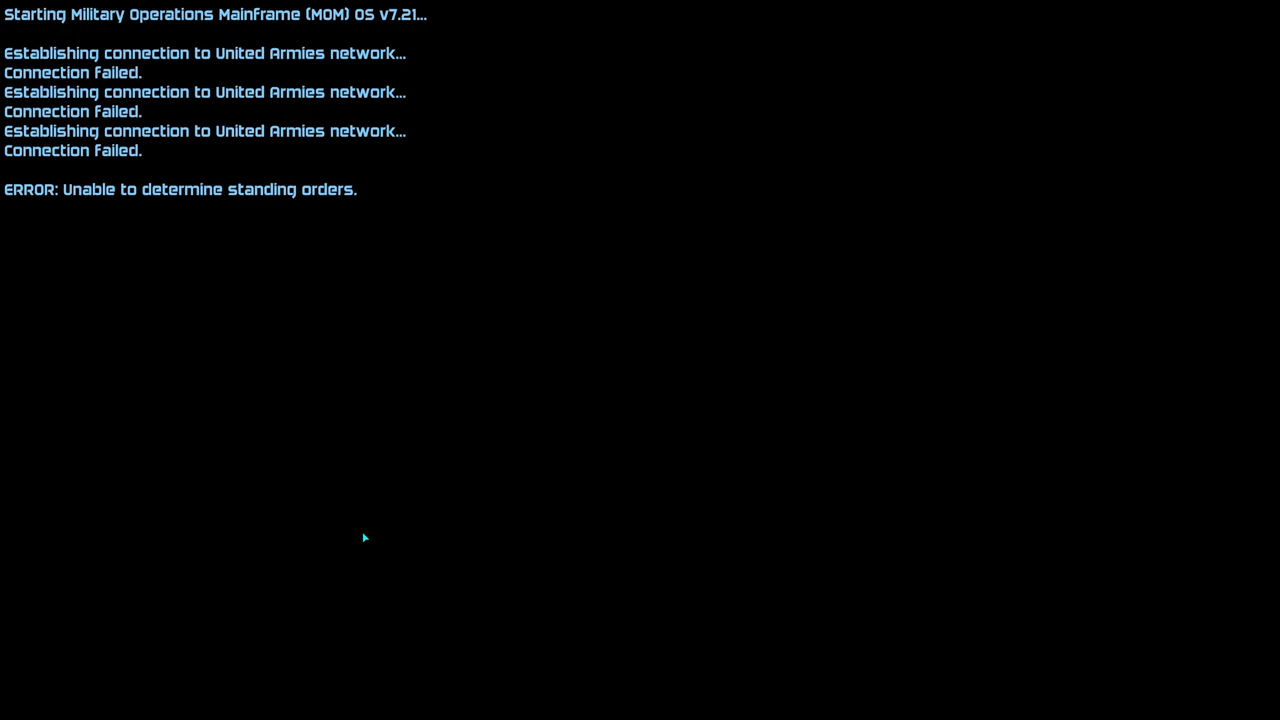 Starting Military Operations Mainframe (MOM) OS v7.21...
Establishing connection to United Armies network...
Connection failed.
Establishing connection to United Armies network...
Connection failed.
Establishing connection to United Armies network...
Connection failed.
ERROR: Unable to determine standing orders.